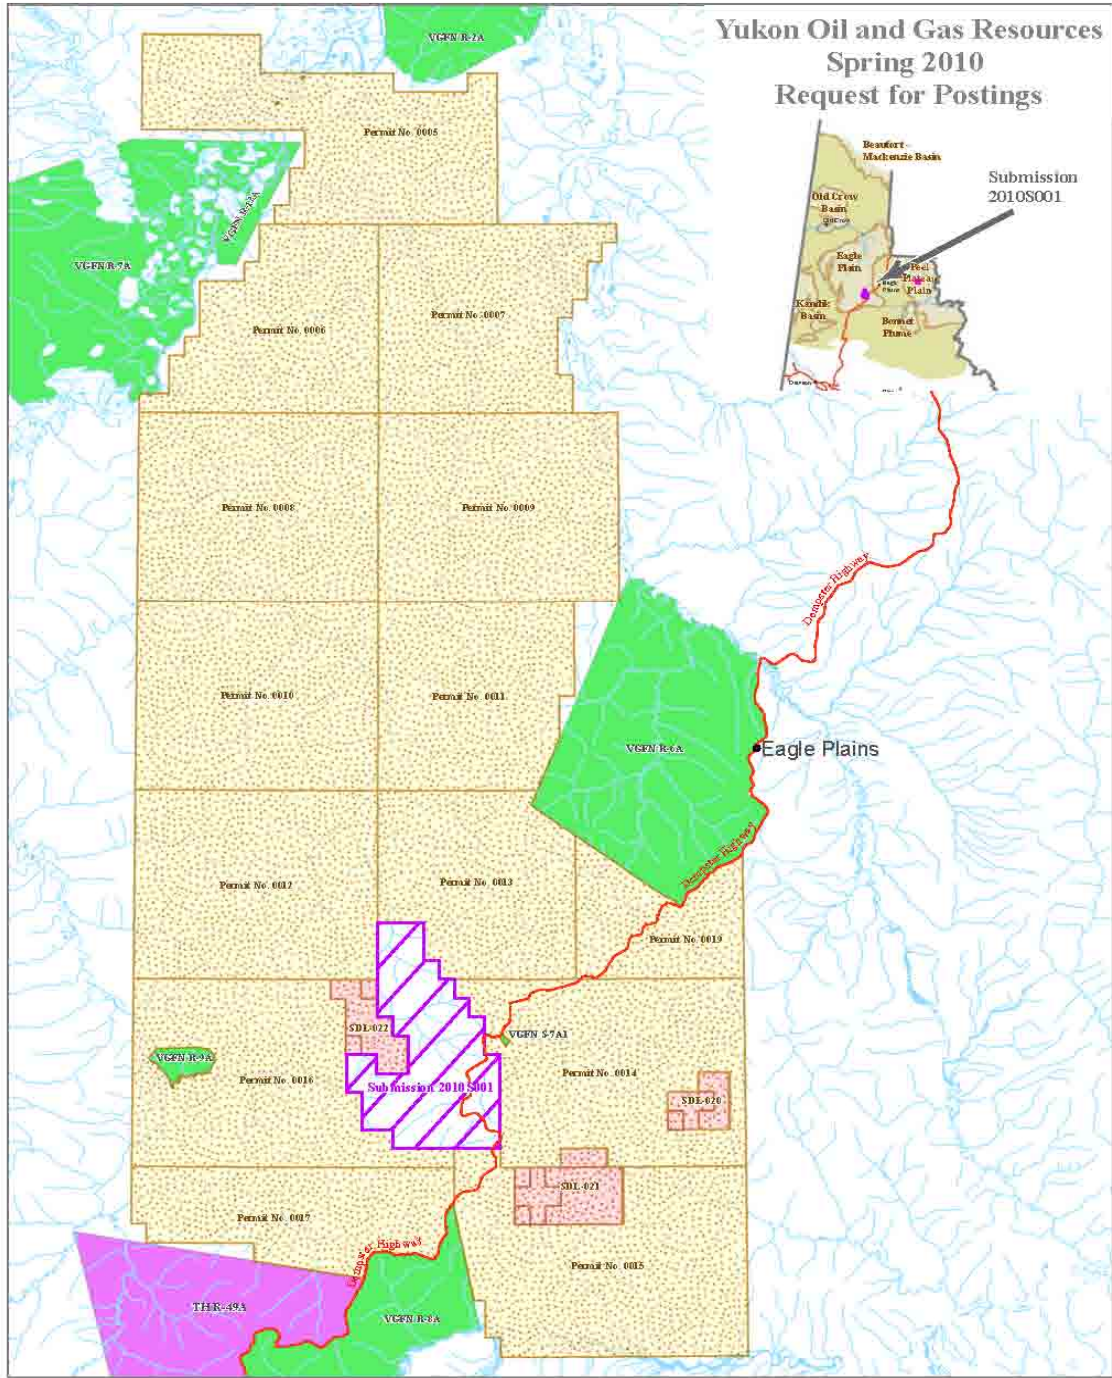 Yukon Oil and Gas Resources
Spring 2010
Request for Postings
VGFN R-2A
Permit No. 0005
Beaufort -
Mackenzie Basin
Submission
2010S001
Old Crow
Basin
Eagle
Plain
Peel
Plateau
Plain
Kandik
Basin
Bonnet
Plume
VGFN R-7A
Permit No. 0006
Permit No. 0007
Permit No. 0008
Permit No. 0009
Dempster Highway
Permit No. 0010
Permit No. 0011
VGFN R-6A
Eagle Plains
Dempster Highway
Permit No. 0012
Permit No. 0013
Permit No. 0019
SDL-022
VGFN S-7A1
VGFN R-9A
Permit No. 0016
Submission 2010S001
Permit No. 0014
SDL-020
SDL-021
Permit No. 0017
Dempster Highway
Permit No. 0015
TH R-49A
VGFN R-8A